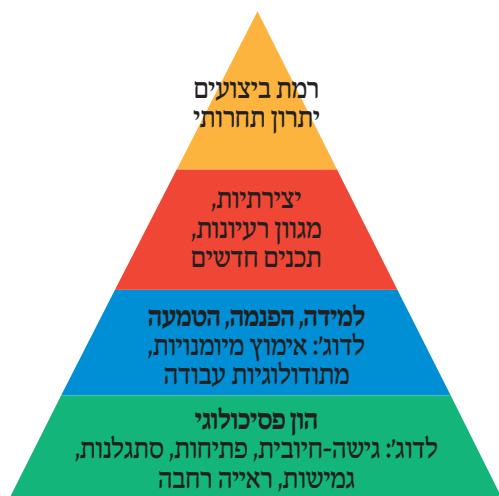 רמת ביצועים
יתרון תחרותי
יצירתיות,
מגוון רעיונות,
תכנים חדשים
למידה, הפנמה, הטמעה
לדוג': אימוץ מיומנויות,
מתודולוגיות עבודה
הון פסיכולוגי
לדוג': גישה-חיובית, פתיחות, סתגלנות,
גמישות, ראייה רחבה